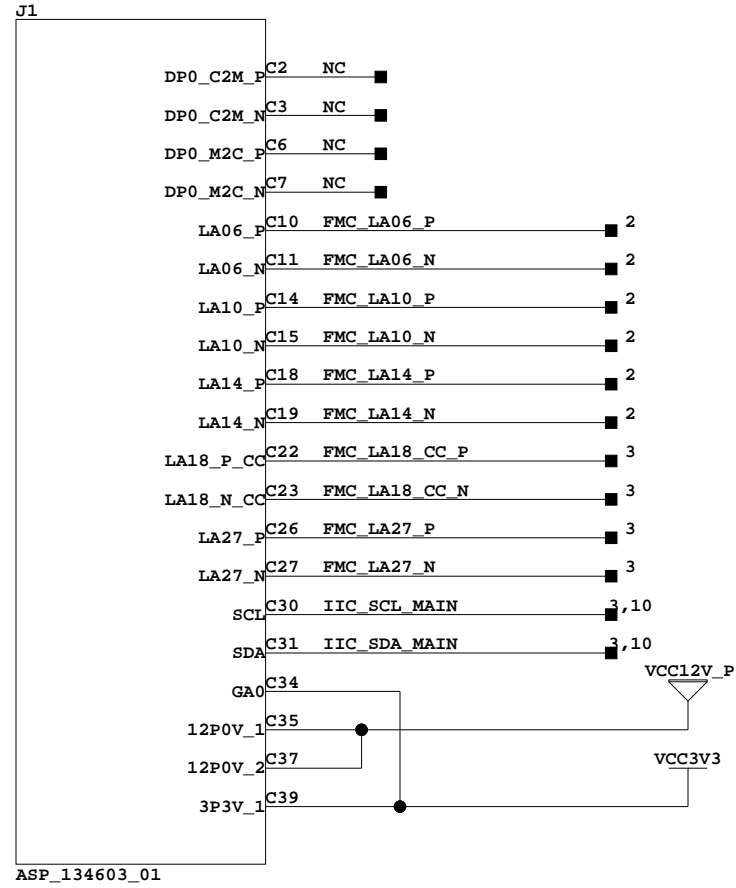 J1
DP0_C2M_P C2 NC
DP0_C2M_N C3 NC
DP0_M2C_P C6 NC
DP0_M2C_N C7 NC
LA06_P C10 FMC_LA06_P 2
LA06_N C11 FMC_LA06_N 2
LA10_P C14 FMC_LA10_P 2
LA10_N C15 FMC_LA10_N 2
LA14_P C18 FMC_LA14_P 2
LA14_N C19 FMC_LA14_N 2
LA18_P_CC C22 FMC_LA18_CC_P 3
LA18_N_CC C23 FMC_LA18_CC_N 3
LA27_P C26 FMC_LA27_P 3
LA27_N C27 FMC_LA27_N 3
SCL C30 IIC_SCL_MAIN 3,10
SDA C31 IIC_SDA_MAIN 3,10
VCC12V_P
GA0 C34
12P0V_1 C35
12P0V_2 C37 VCC3V3
3P3V_1 C39
ASP_134603_01